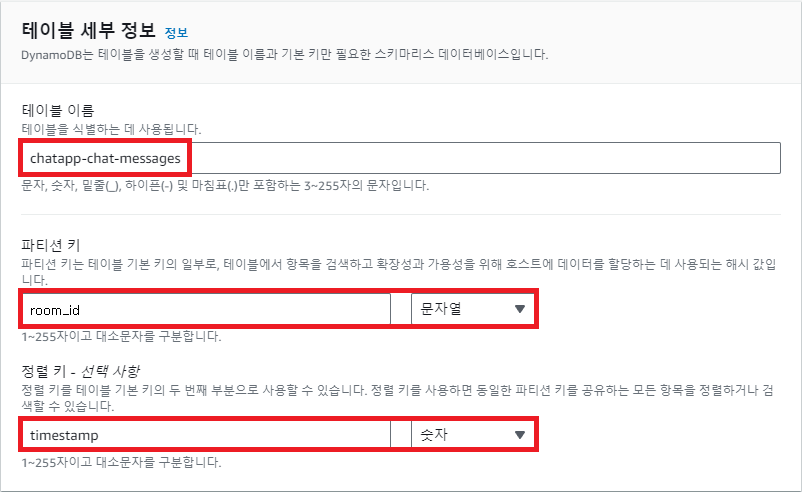 테이블 세부 정보 정보
DynamoDB는 테이블을 생성할 때 테이블 이름과 기본 키만 필요한 스키마리스 데이터베이스입니다.
테이블 이름
테이블을 식별하는 데 사용됩니다.
chatapp-chat-messages
문자, 숫자, 밑줄(_), 하이픈(-) 및 마침표(.)만 포함하는 3~255자의 문자입니다.
파티션 키
파티션 키는 테이블 기본 키의 일부로, 테이블에서 항목을 검색하고 확장성과 가용성을 위해 호스트에 데이터를 할당하는 데 사용되는 해시 값입
니다.
room_id 문자열
1~255자이고 대소문자를 구분합니다.
정렬 키 - 선택 사항
정렬 키를 테이블 기본 키의 두 번째 부분으로 사용할 수 있습니다. 정렬 키를 사용하면 동일한 파티션 키를 공유하는 모든 항목을 정렬하거나 검
색할 수 있습니다.
timestamp 숫자
1~255자이고 대소문자를 구분합니다.